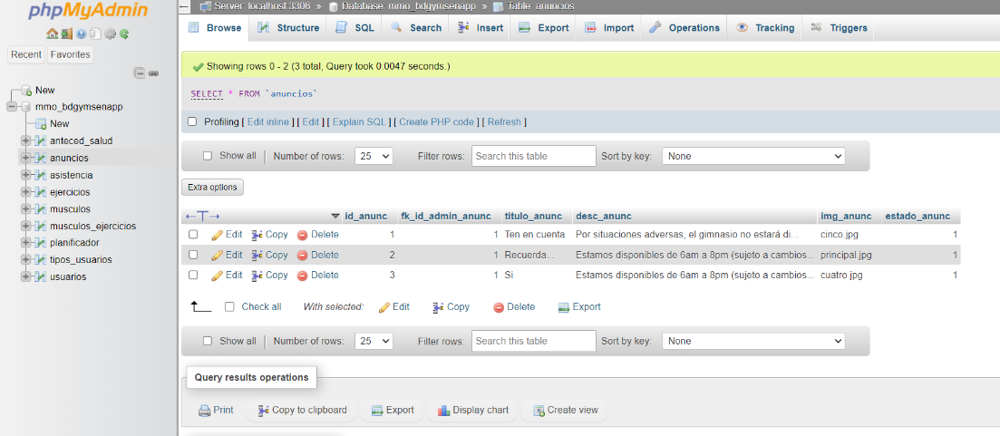 phpMyAdmin
Recent Favorites
New
mmo_bdgymsenapp
New
anteced_salud
anuncios
asistencia
ejercicios
musculos
musculos_ejercicios
planificador
tipos_usuarios
usuarios
Server: localhost:3306 » Database: mmo_bdgymsenapp » Table: anuncios
Browse Structure SQL Search Insert Export Import Operations Tracking Triggers
Showing rows 0 - 2 (3 total, Query took 0.0047 seconds.)
SELECT * FROM `anuncios`
Profiling [ Edit inline ] [ Edit ] [ Explain SQL ] [ Create PHP code ] [ Refresh ]
Show all Number of rows: 25 Filter rows: Search this table Sort by key: None
Extra options
id_anunc fk_id_admin_anunc titulo_anunc desc_anunc img_anunc estado_anunc
Edit Copy Delete 1 1 Ten en cuenta Por situaciones adversas, el gimnasio no estará di... cinco.jpg 1
Edit Copy Delete 2 1 Recuerda... Estamos disponibles de 6am a 8pm (sujeto a cambios... principal.jpg 1
Edit Copy Delete 3 1 Si Estamos disponibles de 6am a 8pm (sujeto a cambios... cuatro.jpg 1
Check all With selected: Edit Copy Delete Export
Show all Number of rows: 25 Filter rows: Search this table Sort by key: None
Query results operations
Print Copy to clipboard Export Display chart Create view